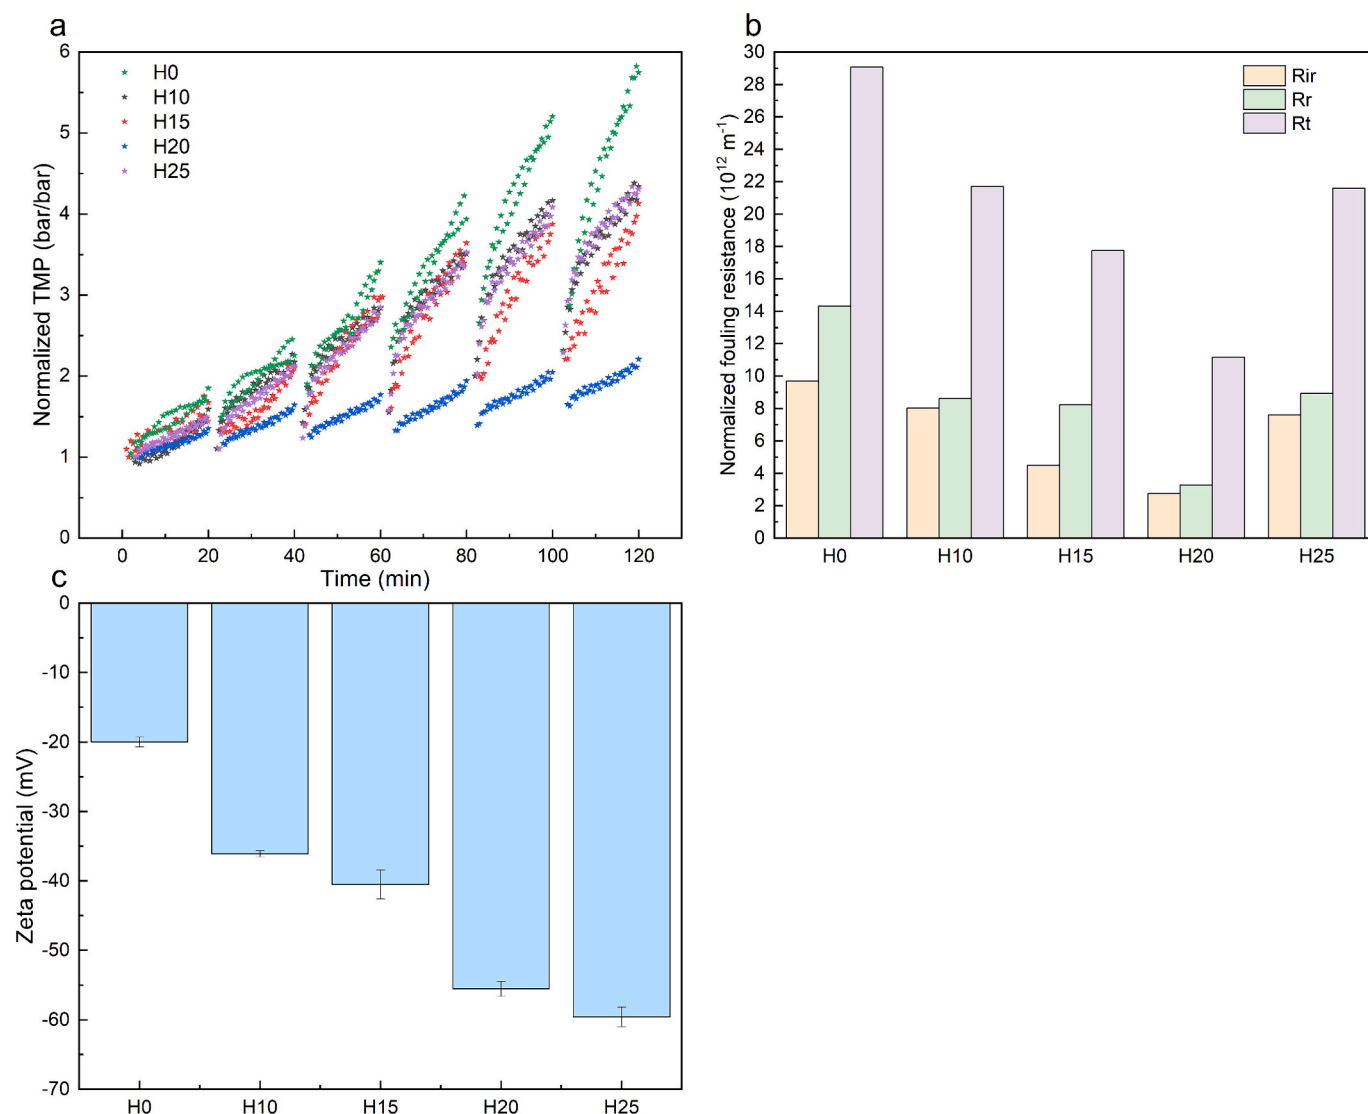 a
Normalized TMP (bar/bar)
6
5
4
3
2
1
0
H0
H10
H15
H20
H25
0 20 40 60 80 100 120
Time (min)
b
Normalized fouling resistance (10¹² m⁻¹)
30
28
26
24
22
20
18
16
14
12
10
8
6
4
2
0
Rir
Rr
Rt
H0 H10 H15 H20 H25
c
Zeta potential (mV)
0
-10
-20
-30
-40
-50
-60
-70
H0 H10 H15 H20 H25